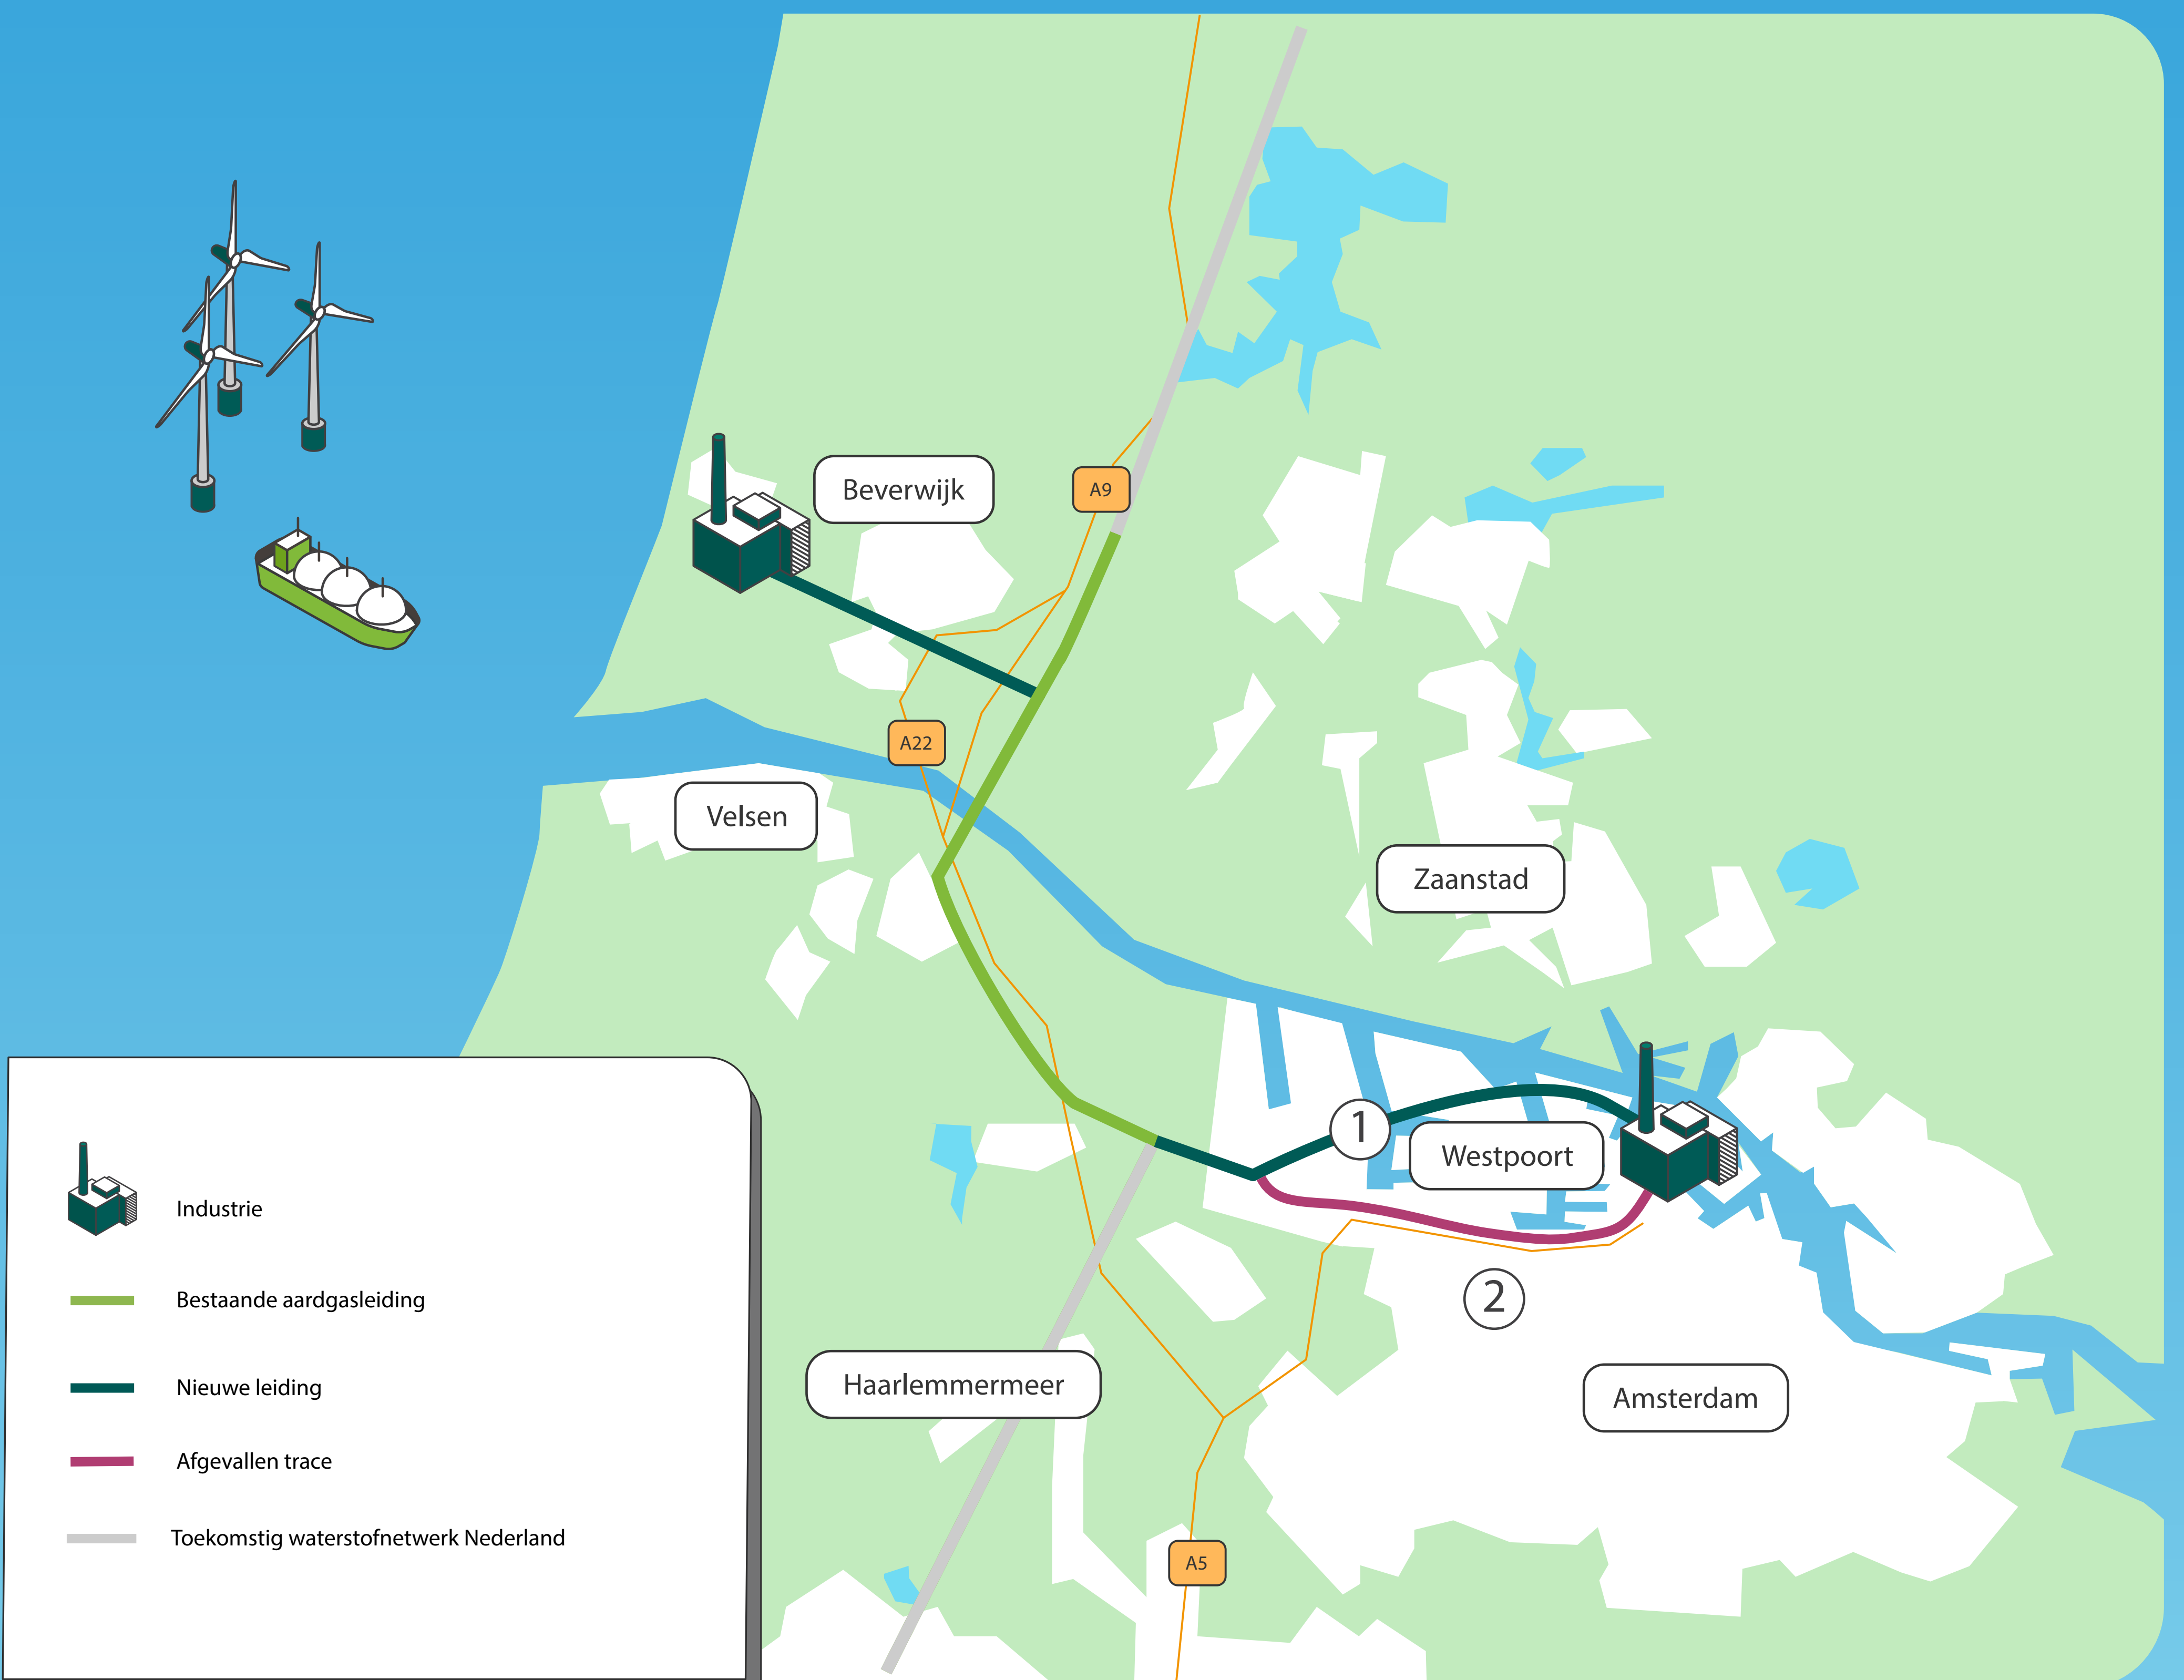 Beverwijk
A9
A22
Velsen
Zaanstad
1
Westpoort
2
Haarlemmermeer
Amsterdam
A5
Industrie
Bestaande aardgasleiding
Nieuwe leiding
Afgevallen trace
Toekomstig waterstofnetwerk Nederland